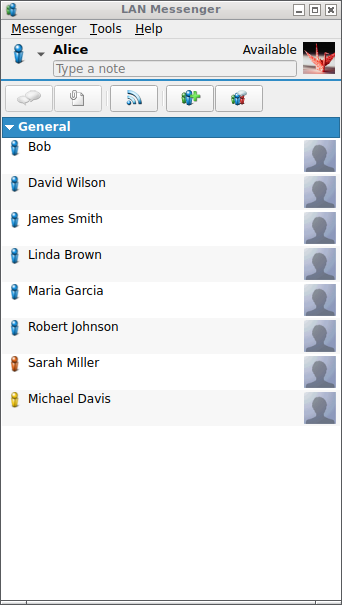 LAN Messenger
Messenger Tools Help
Alice Available
Type a note
General
Bob
David Wilson
James Smith
Linda Brown
Maria Garcia
Robert Johnson
Sarah Miller
Michael Davis